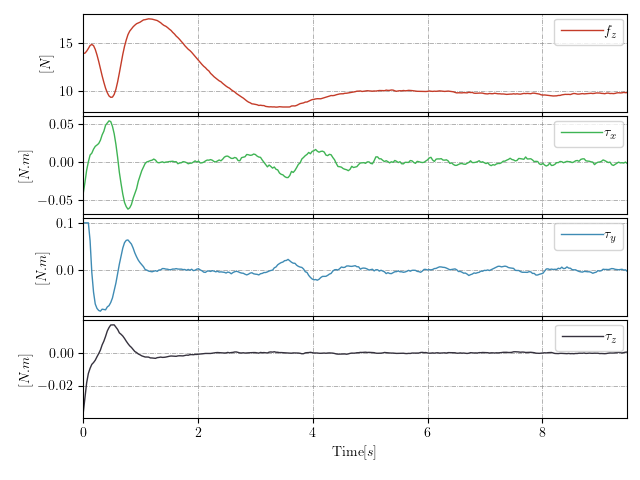 15
10
[N]
f_z
0.05
0.00
−0.05
[N.m]
τ_x
0.1
0.0
[N.m]
τ_y
0.00
−0.02
[N.m]
τ_z
0 2 4 6 8
Time[s]